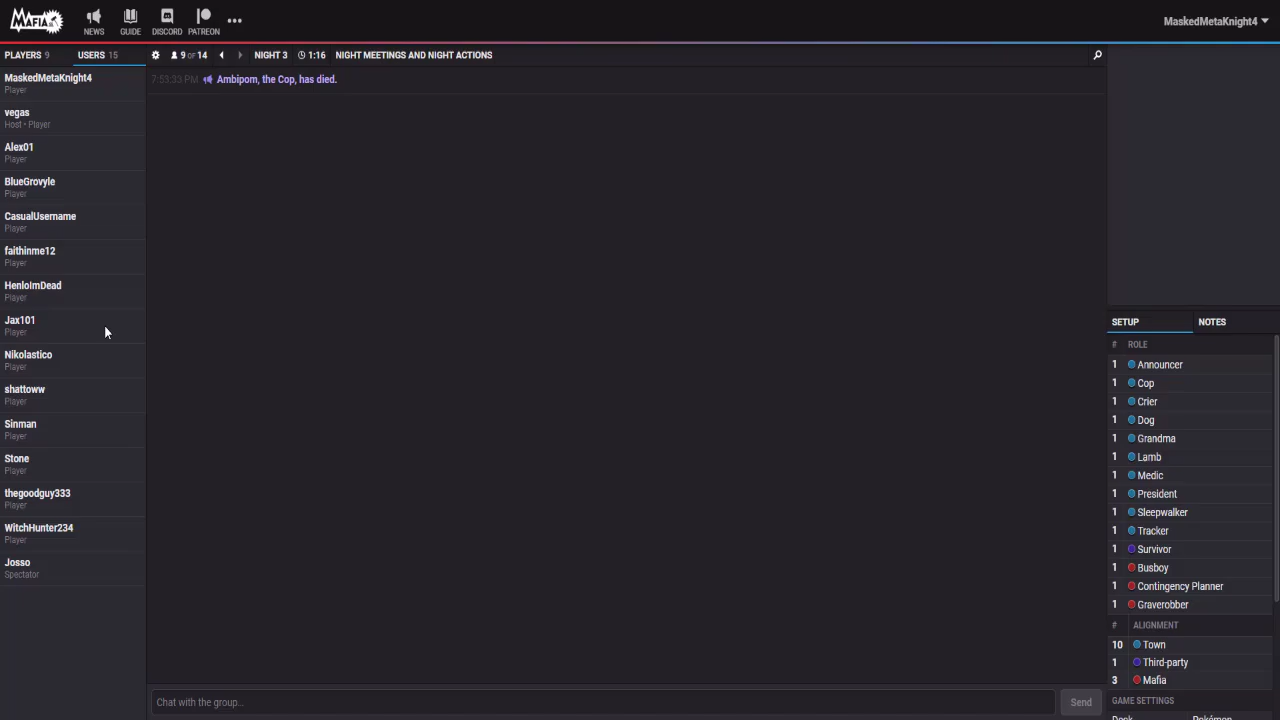 MAFIA
NEWS
GUIDE
DISCORD
PATREON
MaskedMetaKnight4
PLAYERS 9
USERS 15
9 of 14
NIGHT 3
1:16
NIGHT MEETINGS AND NIGHT ACTIONS
MaskedMetaKnight4
Player
vegas
Host • Player
Alex01
Player
BlueGrovyle
Player
CasualUsername
Player
faithinme12
Player
HenloImDead
Player
Jax101
Player
Nikolastico
Player
shattoww
Player
Sinman
Player
Stone
Player
thegoodguy333
Player
WitchHunter234
Player
Josso
Spectator
7:53:33 PM Ambipom, the Cop, has died.
Chat with the group...
Send
SETUP NOTES
# ROLE
1 Announcer
1 Cop
1 Crier
1 Dog
1 Grandma
1 Lamb
1 Medic
1 President
1 Sleepwalker
1 Tracker
1 Survivor
1 Busboy
1 Contingency Planner
1 Graverobber
# ALIGNMENT
10 Town
1 Third-party
3 Mafia
GAME SETTINGS
Deck Pokémon